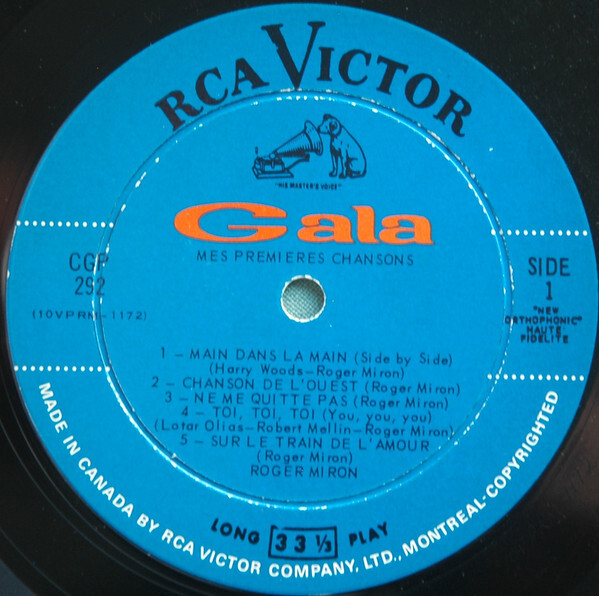 RCA VICTOR
"HIS MASTER'S VOICE"
Gala
MES PREMIERES CHANSONS
CGP
292
(10VPRM-1172)
SIDE
1
"NEW
ORTHOPHONIC"
HAUTE-
FIDELITE
1 – MAIN DANS LA MAIN (Side by Side)
(Harry Woods–Roger Miron)
2 – CHANSON DE L'OUEST (Roger Miron)
3 – NE ME QUITTE PAS (Roger Miron)
4 – TOI, TOI, TOI (You, you, you)
(Lotar Olias–Robert Mellin–Roger Miron)
5 – SUR LE TRAIN DE L'AMOUR
(Roger Miron)
ROGER MIRON
LONG 33 ⅓ PLAY
MADE IN CANADA BY RCA VICTOR COMPANY, LTD., MONTREAL-COPYRIGHTED